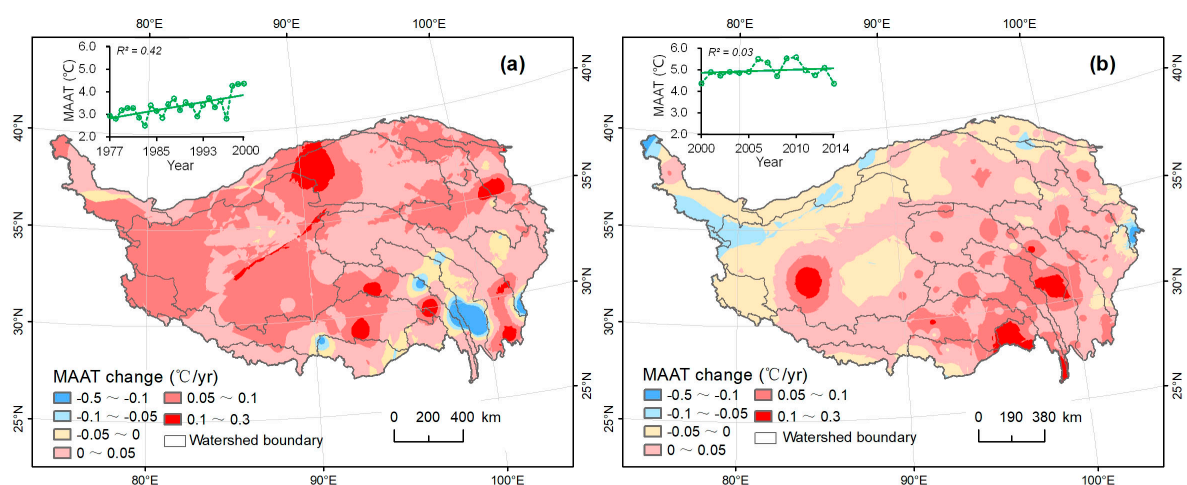 80°E 90°E 100°E
6.0 R² = 0.42
5.0
4.0
3.0
2.0
MAAT (℃)
1977 1985 1993 2000
Year
(a)
40°N
35°N
30°N
25°N
40°N
35°N
30°N
25°N
MAAT change (℃/yr)
-0.5 ~ -0.1 0.05 ~ 0.1
-0.1 ~ -0.05 0.1 ~ 0.3
-0.05 ~ 0 Watershed boundary
0 ~ 0.05
0 200 400 km
80°E 90°E 100°E
80°E 90°E 100°E
6.0 R² = 0.03
5.0
4.0
3.0
2.0
MAAT (℃)
2000 2005 2010 2014
Year
(b)
40°N
35°N
30°N
25°N
40°N
35°N
30°N
25°N
MAAT change (℃/yr)
-0.5 ~ -0.1 0.05 ~ 0.1
-0.1 ~ -0.05 0.1 ~ 0.3
-0.05 ~ 0 Watershed boundary
0 ~ 0.05
0 190 380 km
80°E 90°E 100°E